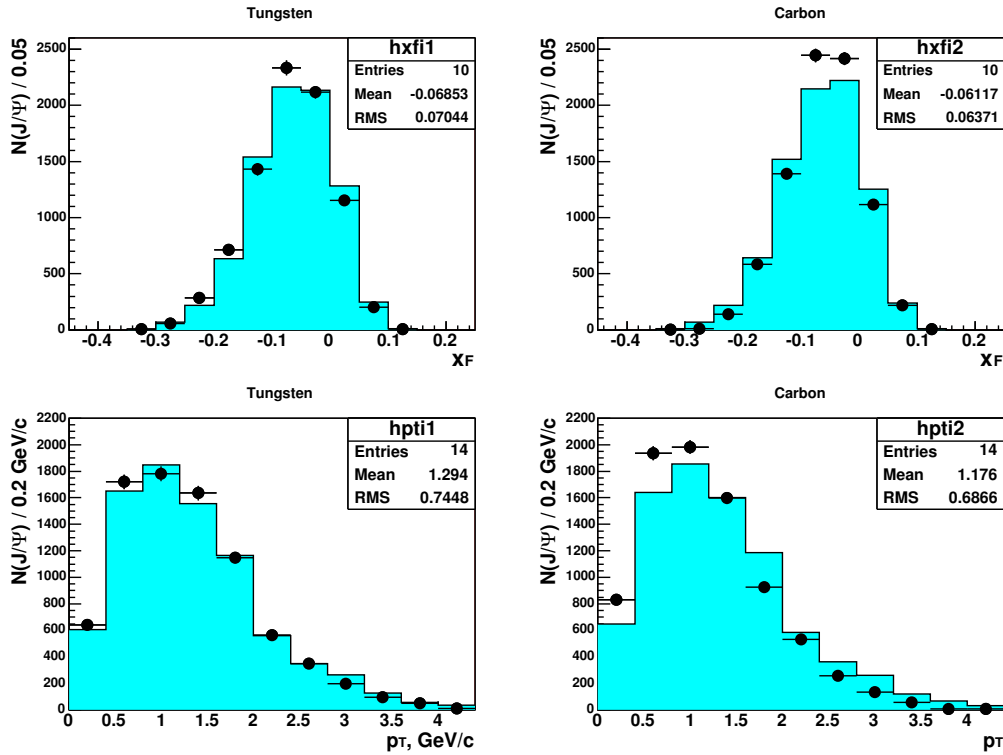 Tungsten
N(J/Ψ) / 0.05
2500
2000
1500
1000
500
0
-0.4 -0.3 -0.2 -0.1 0 0.1 0.2
xF
hxfi1
Entries 10
Mean -0.06853
RMS 0.07044
Carbon
N(J/Ψ) / 0.05
2500
2000
1500
1000
500
0
-0.4 -0.3 -0.2 -0.1 0 0.1 0.2
xF
hxfi2
Entries 10
Mean -0.06117
RMS 0.06371
Tungsten
N(J/Ψ) / 0.2 GeV/c
2200
2000
1800
1600
1400
1200
1000
800
600
400
200
0
0 0.5 1 1.5 2 2.5 3 3.5 4
pT, GeV/c
hpti1
Entries 14
Mean 1.294
RMS 0.7448
Carbon
N(J/Ψ) / 0.2 GeV/c
2200
2000
1800
1600
1400
1200
1000
800
600
400
200
0
0 0.5 1 1.5 2 2.5 3 3.5 4
pT, GeV/c
hpti2
Entries 14
Mean 1.176
RMS 0.6866